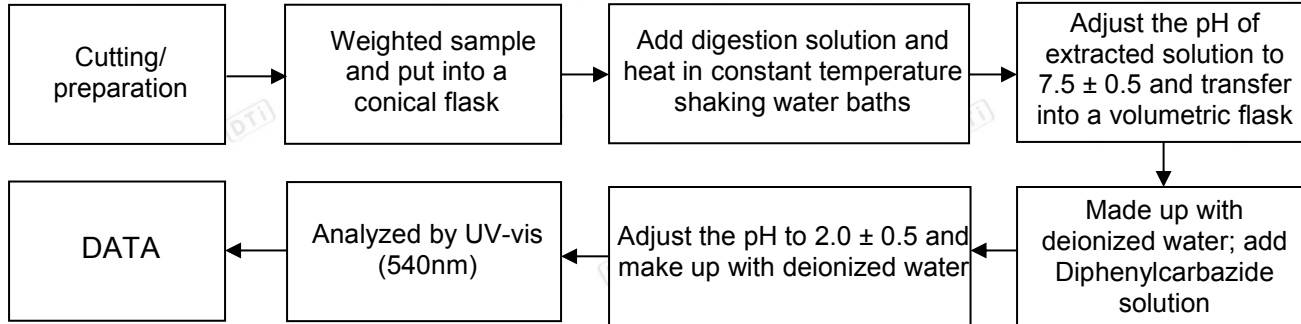 Cutting/
preparation
Weighted sample
and put into a
conical flask
Add digestion solution and
heat in constant temperature
shaking water baths
Adjust the pH of
extracted solution to
7.5 ± 0.5 and transfer
into a volumetric flask
Made up with
deionized water; add
Diphenylcarbazide
solution
Adjust the pH to 2.0 ± 0.5 and
make up with deionized water
Analyzed by UV-vis
(540nm)
DATA
DTi